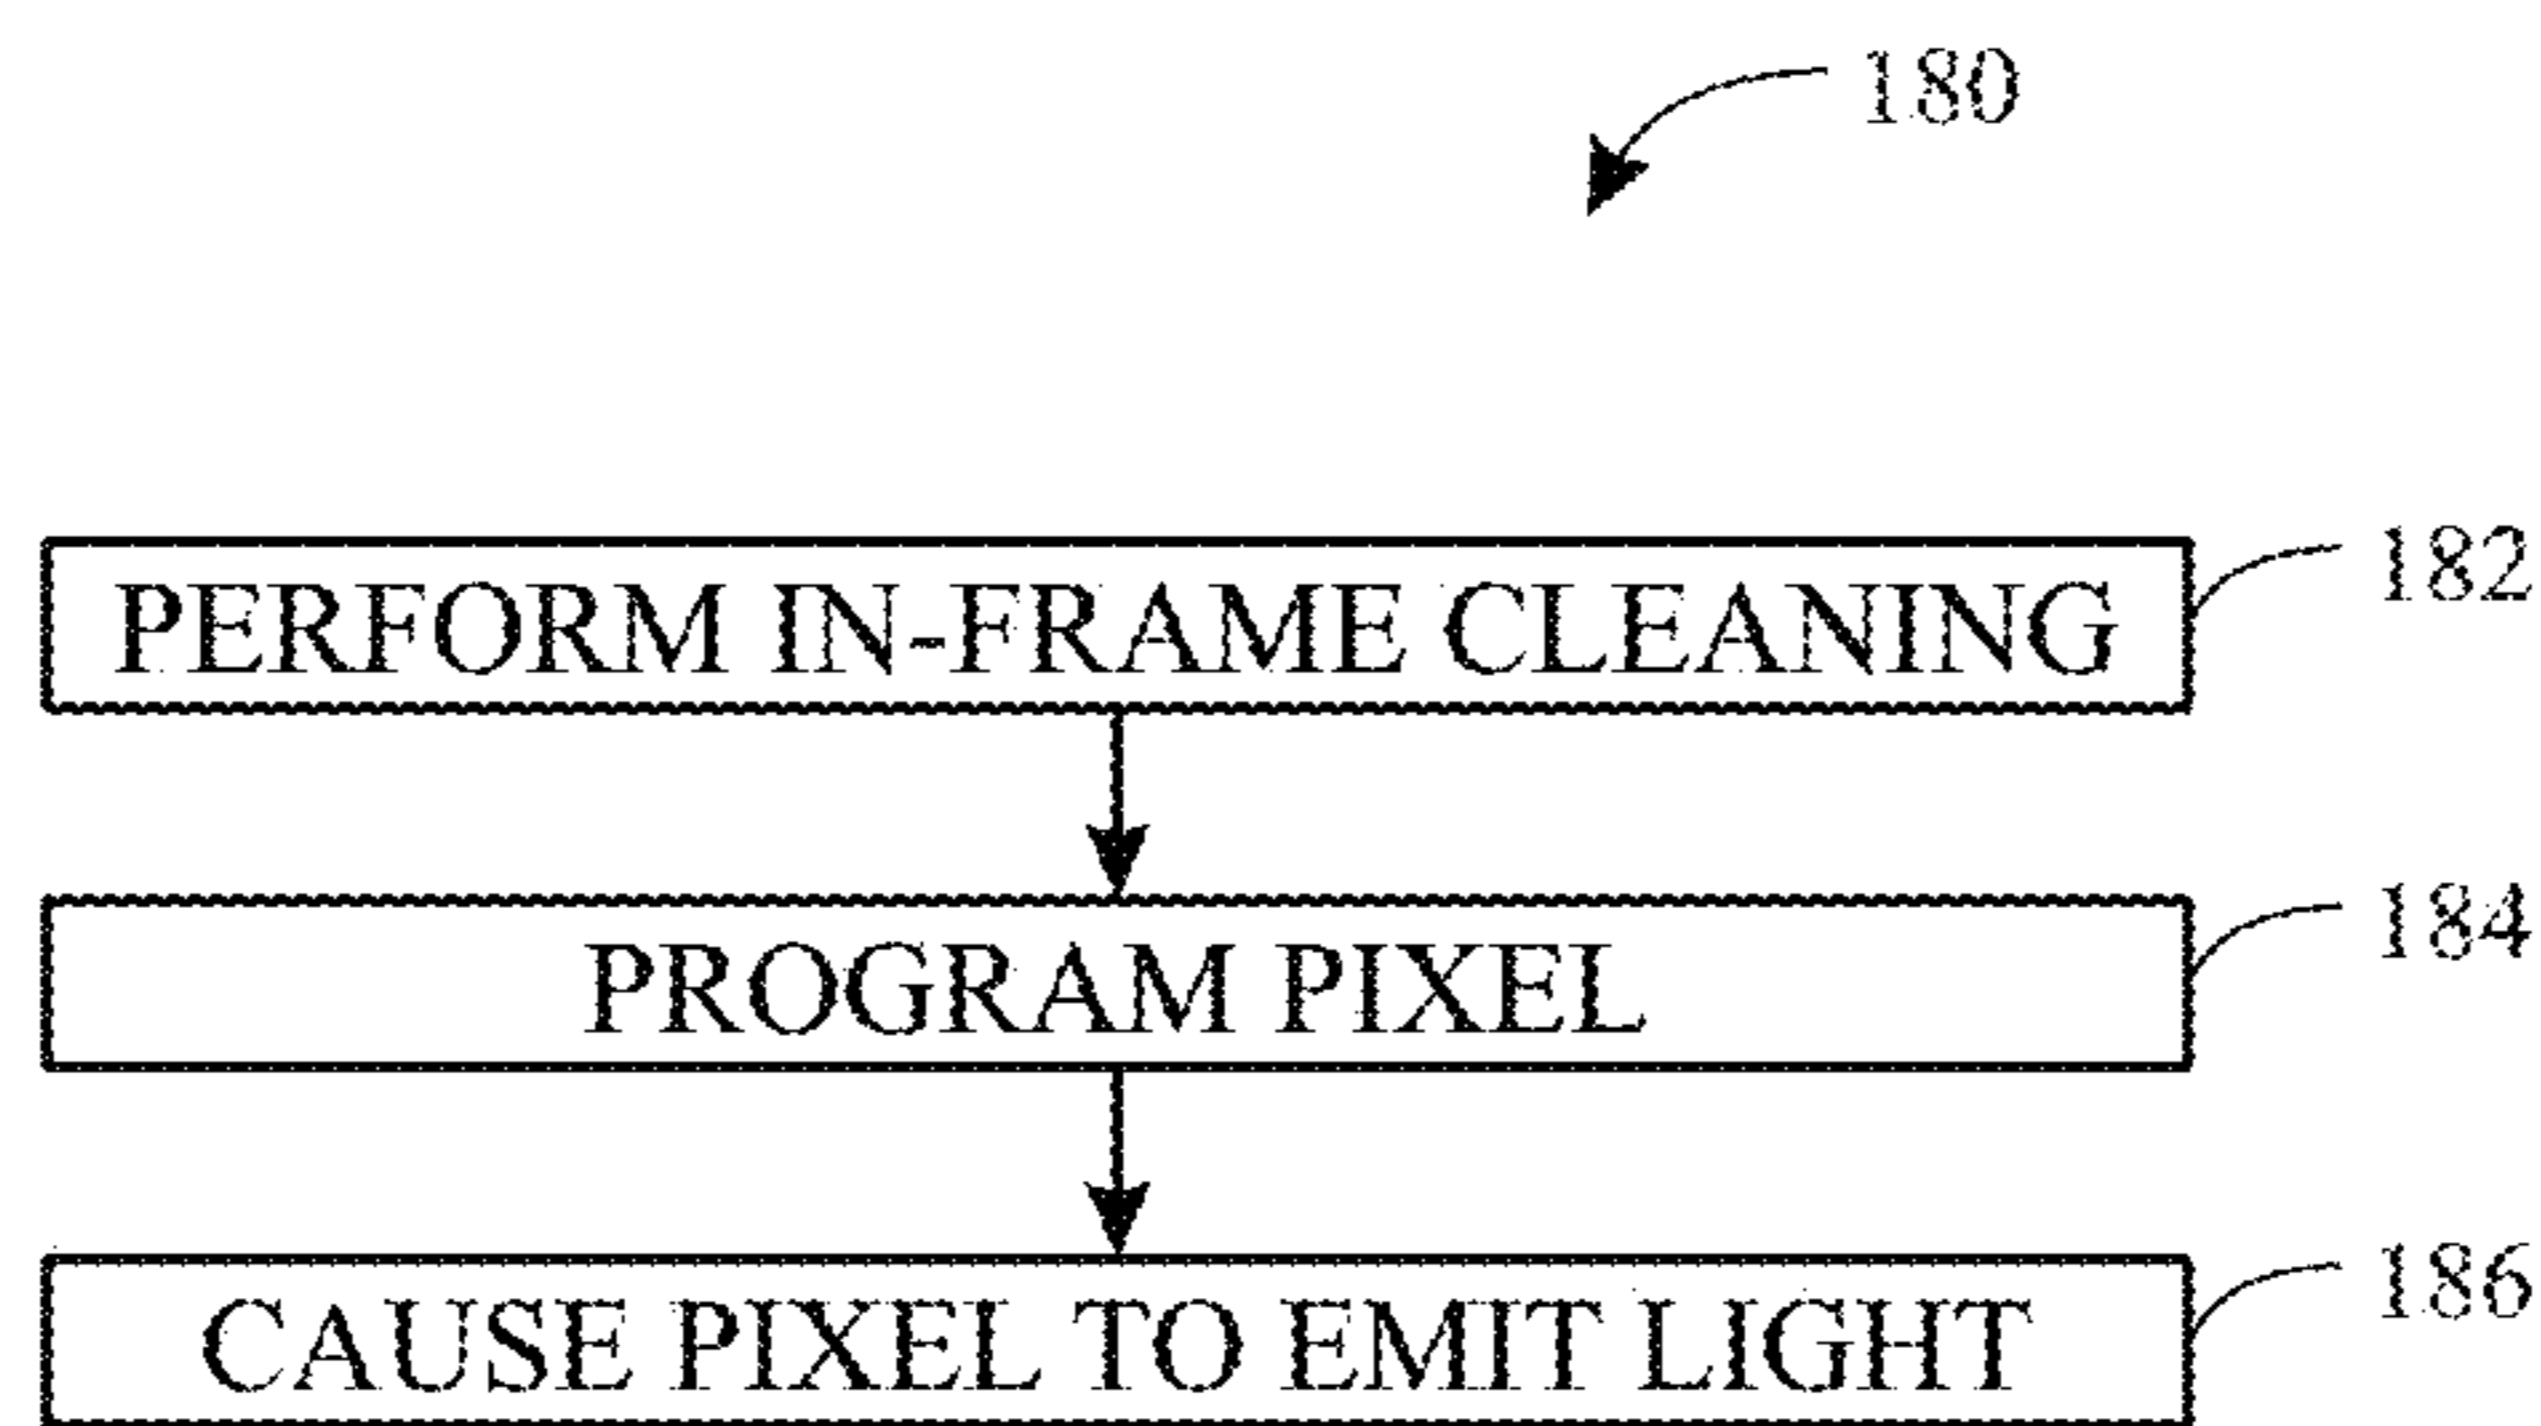 180
PERFORM IN-FRAME CLEANING
182
PROGRAM PIXEL
184
CAUSE PIXEL TO EMIT LIGHT
186